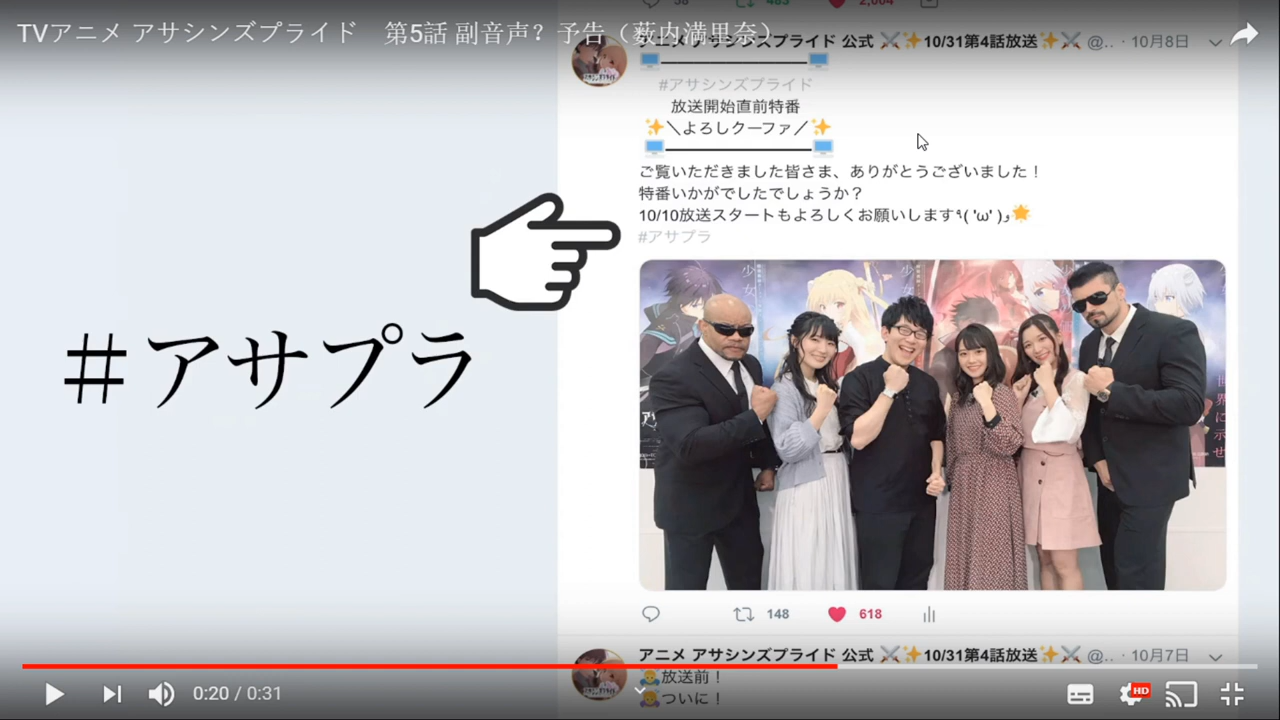 TVアニメ アサシンズプライド　第5話 副音声？ 予告（薮内満里奈）
アニメ アサシンズプライド 公式 ⚔️✨10/31第4話放送✨⚔️ @.. · 10月8日
#アサシンズプライド
放送開始直前特番
✨＼よろしクーファ／✨
ご覧いただきました皆さま、ありがとうございました！
特番いかがでしたでしょうか？
10/10放送スタートもよろしくお願いします٩( 'ω' )و🌟
#アサプラ
＃アサプラ
少女
少女
世界に示せ
148
618
アニメ アサシンズプライド 公式 ⚔️✨10/31第4話放送✨⚔️ @.. · 10月7日
放送前！
ついに！
0:20 / 0:31
HD